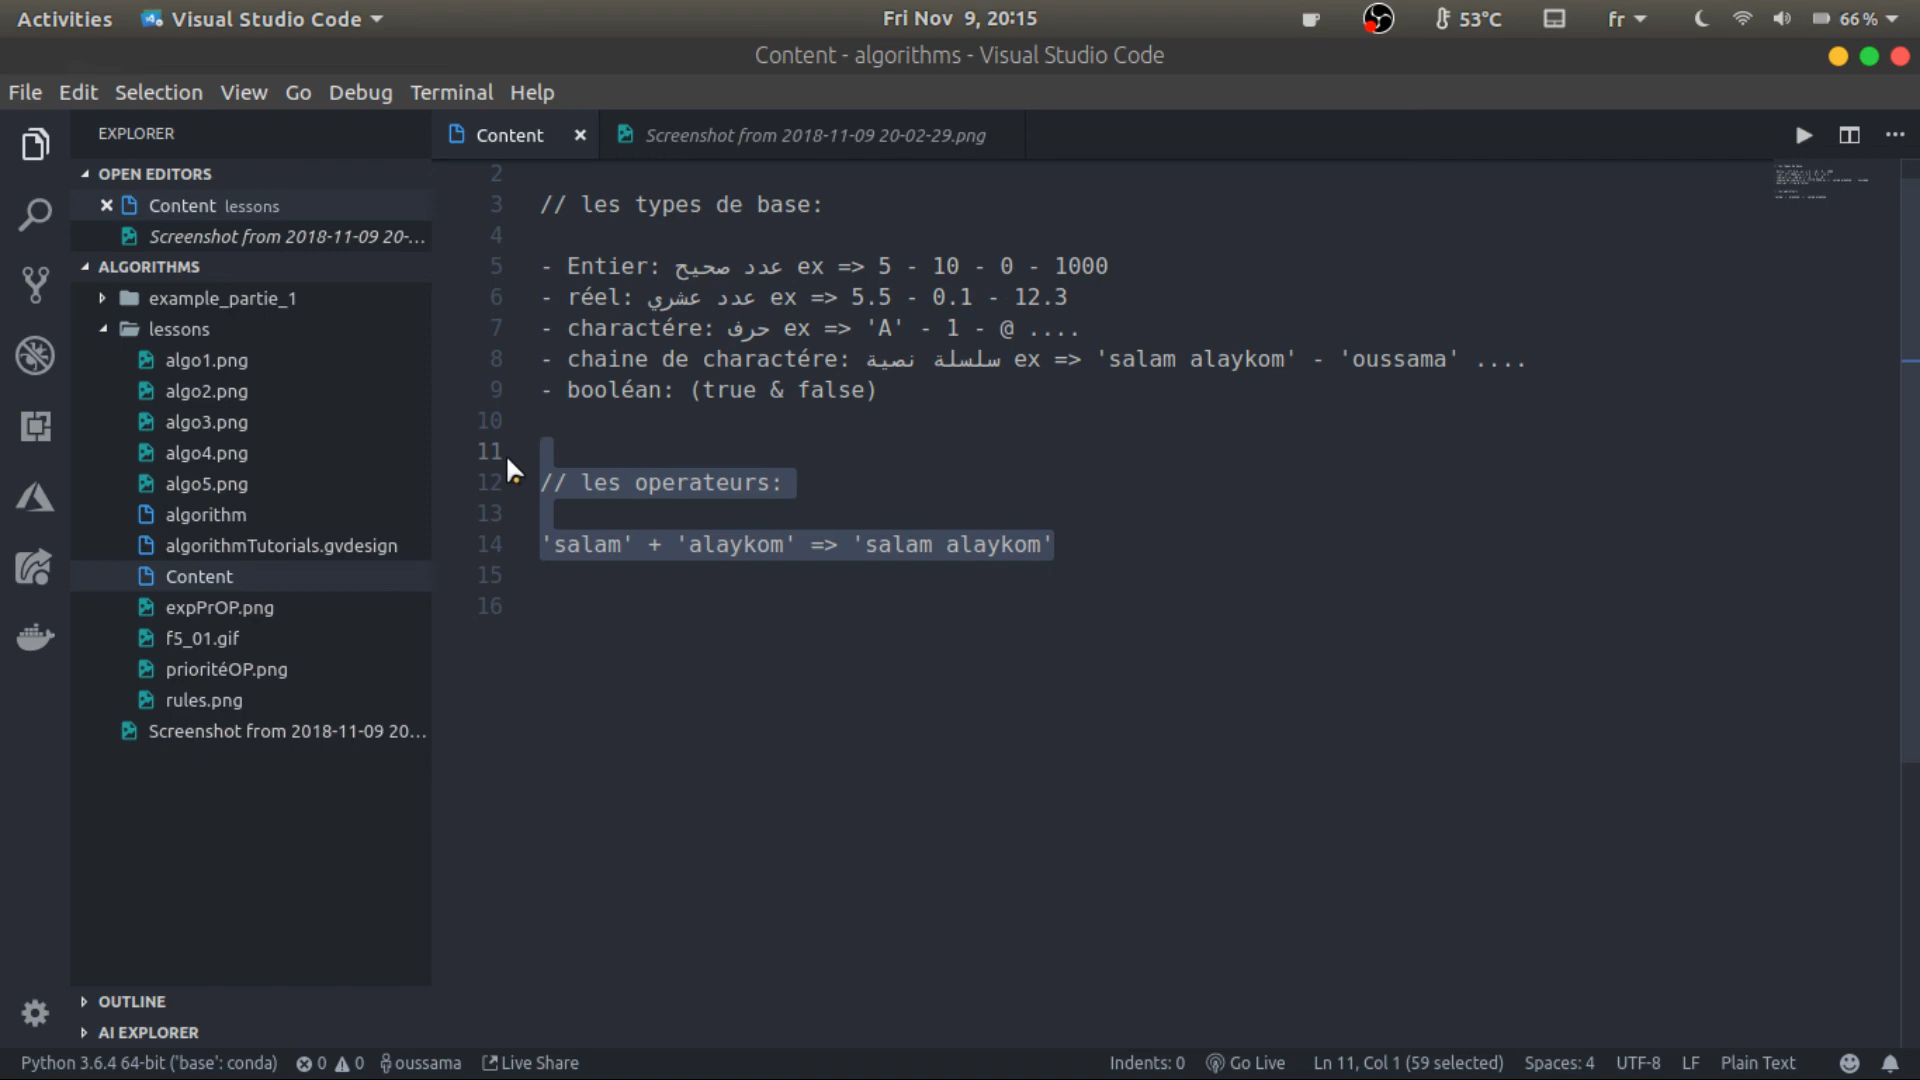 Activities Visual Studio Code Fri Nov 9, 20:15 53°C fr 66 %
Content - algorithms - Visual Studio Code
File Edit Selection View Go Debug Terminal Help
EXPLORER
Content Screenshot from 2018-11-09 20-02-29.png
OPEN EDITORS
Content lessons
Screenshot from 2018-11-09 20-...
ALGORITHMS
example_partie_1
lessons
algo1.png
algo2.png
algo3.png
algo4.png
algo5.png
algorithm
algorithmTutorials.gvdesign
Content
expPrOP.png
f5_01.gif
prioritéOP.png
rules.png
Screenshot from 2018-11-09 20...
OUTLINE
AI EXPLORER
2
3 // les types de base:
4
5 - Entier: عدد صحيح ex => 5 - 10 - 0 - 1000
6 - réel: عدد عشري ex => 5.5 - 0.1 - 12.3
7 - charactére: حرف ex => 'A' - 1 - @ ....
8 - chaine de charactére: سلسلة نصية ex => 'salam alaykom' - 'oussama' ....
9 - booléan: (true & false)
10
11
12 // les operateurs:
13
14 'salam' + 'alaykom' => 'salam alaykom'
15
16
Python 3.6.4 64-bit ('base': conda) 0 0 oussama Live Share Indents: 0 Go Live Ln 11, Col 1 (59 selected) Spaces: 4 UTF-8 LF Plain Text